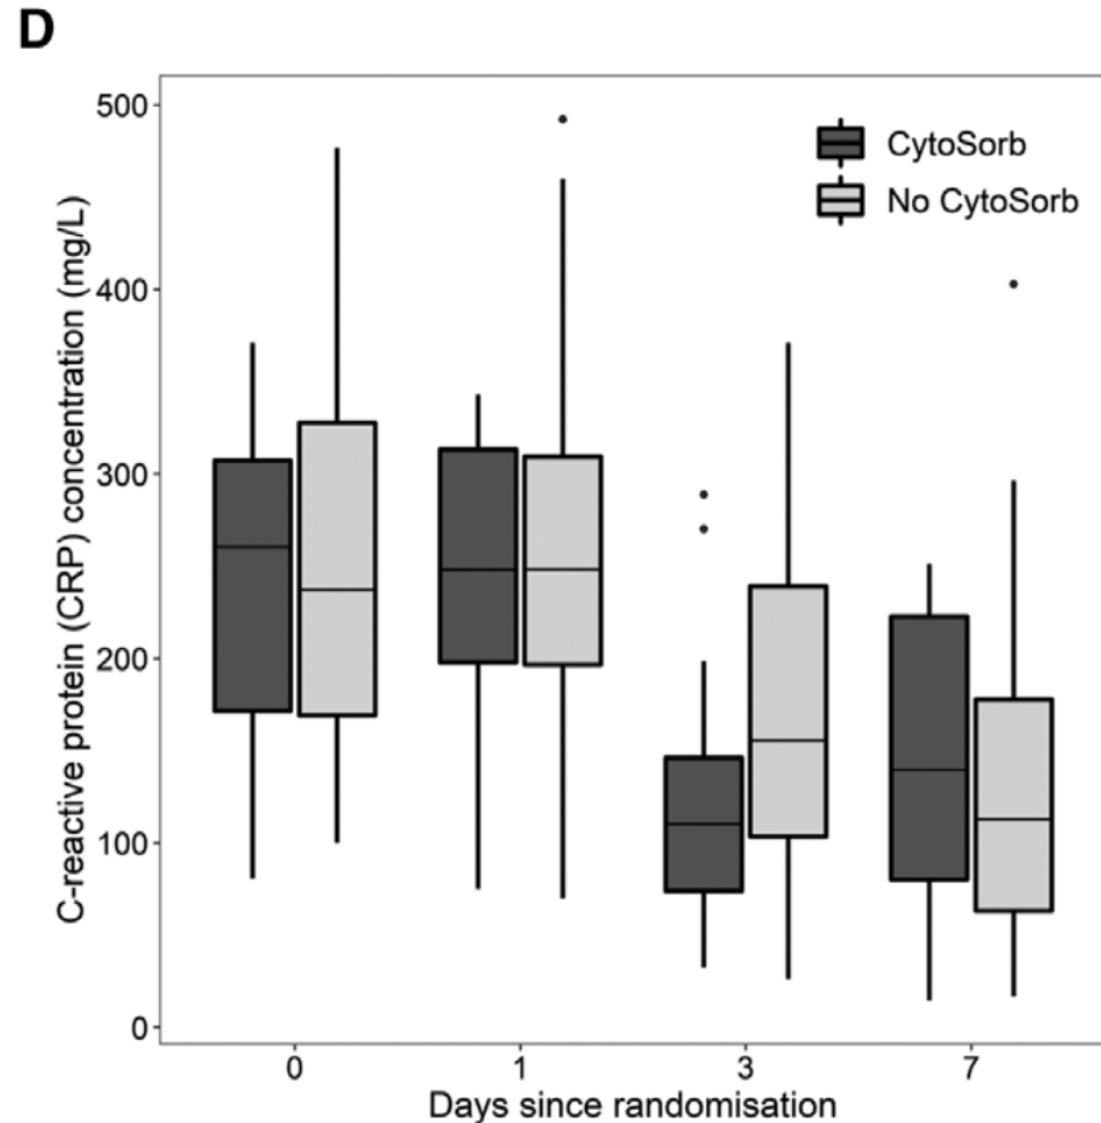 D
C-reactive protein (CRP) concentration (mg/L)
500
400
300
200
100
0
CytoSorb
No CytoSorb
0 1 3 7
Days since randomisation